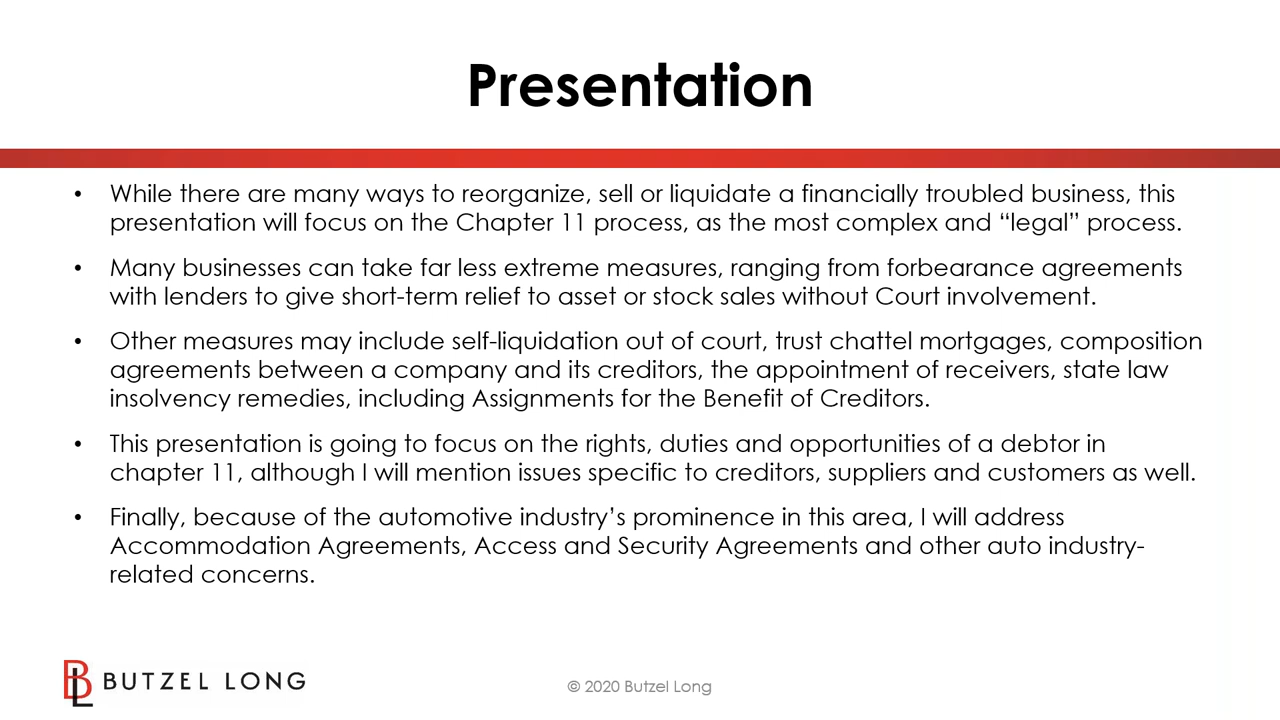 Presentation
• While there are many ways to reorganize, sell or liquidate a financially troubled business, this
presentation will focus on the Chapter 11 process, as the most complex and “legal” process.
• Many businesses can take far less extreme measures, ranging from forbearance agreements
with lenders to give short-term relief to asset or stock sales without Court involvement.
• Other measures may include self-liquidation out of court, trust chattel mortgages, composition
agreements between a company and its creditors, the appointment of receivers, state law
insolvency remedies, including Assignments for the Benefit of Creditors.
• This presentation is going to focus on the rights, duties and opportunities of a debtor in
chapter 11, although I will mention issues specific to creditors, suppliers and customers as well.
• Finally, because of the automotive industry’s prominence in this area, I will address
Accommodation Agreements, Access and Security Agreements and other auto industry-
related concerns.
BL BUTZEL LONG
© 2020 Butzel Long